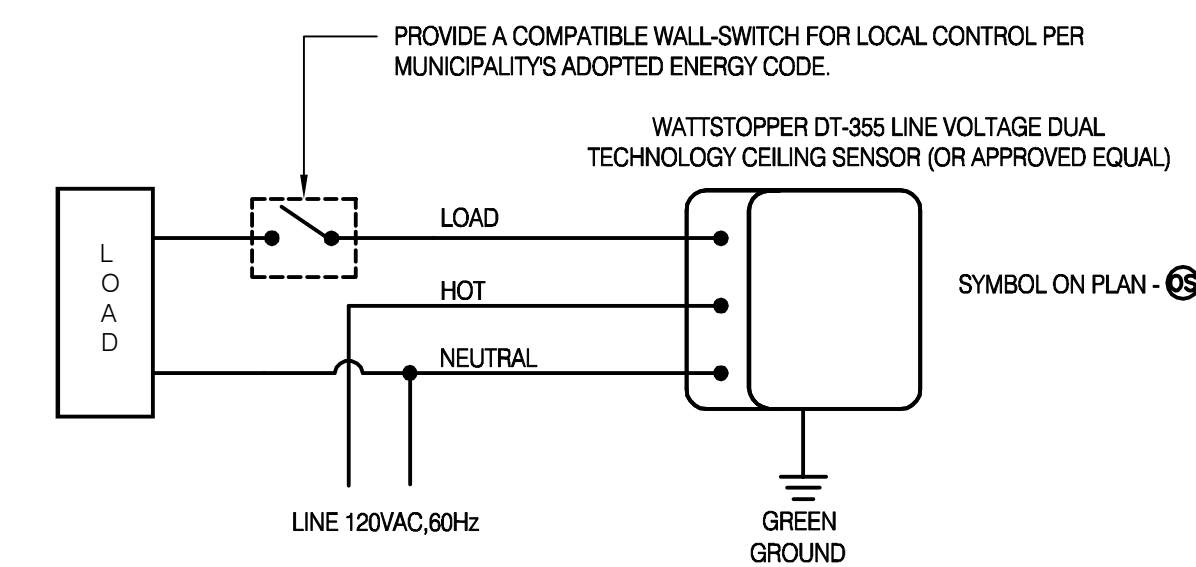 PROVIDE A COMPATIBLE WALL-SWITCH FOR LOCAL CONTROL PER
MUNICIPALITY'S ADOPTED ENERGY CODE.
WATTSTOPPER DT-355 LINE VOLTAGE DUAL
TECHNOLOGY CEILING SENSOR (OR APPROVED EQUAL)
LOAD
LOAD
HOT
SYMBOL ON PLAN - OS
NEUTRAL
LINE 120VAC,60Hz
GREEN
GROUND